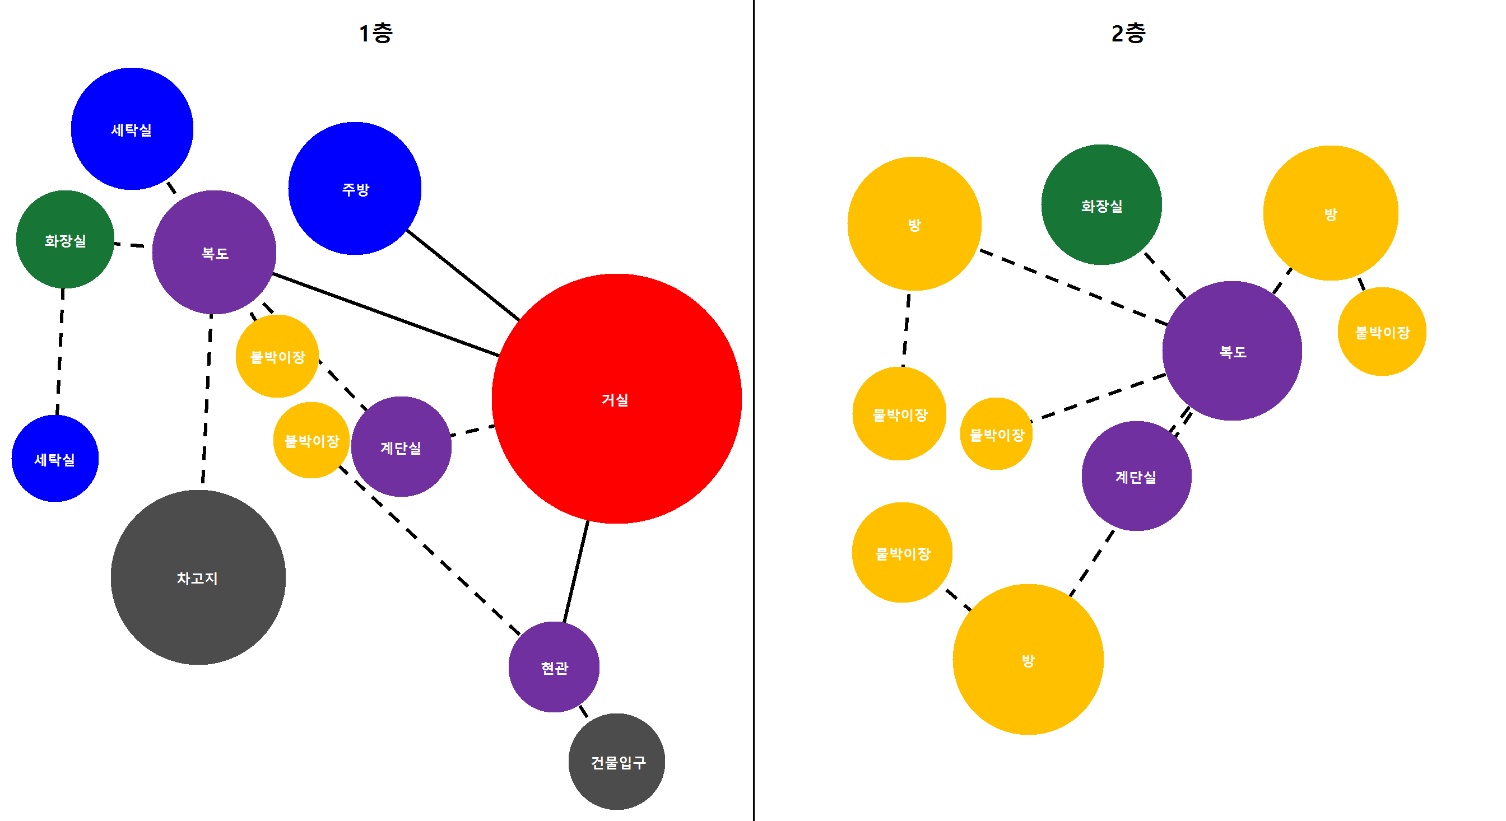 1층
세탁실
주방
화장실
복도
붙박이장
거실
붙박이장
계단실
세탁실
차고지
현관
건물입구
2층
방
화장실
방
붙박이장
복도
붙박이장
붙박이장
계단실
붙박이장
방